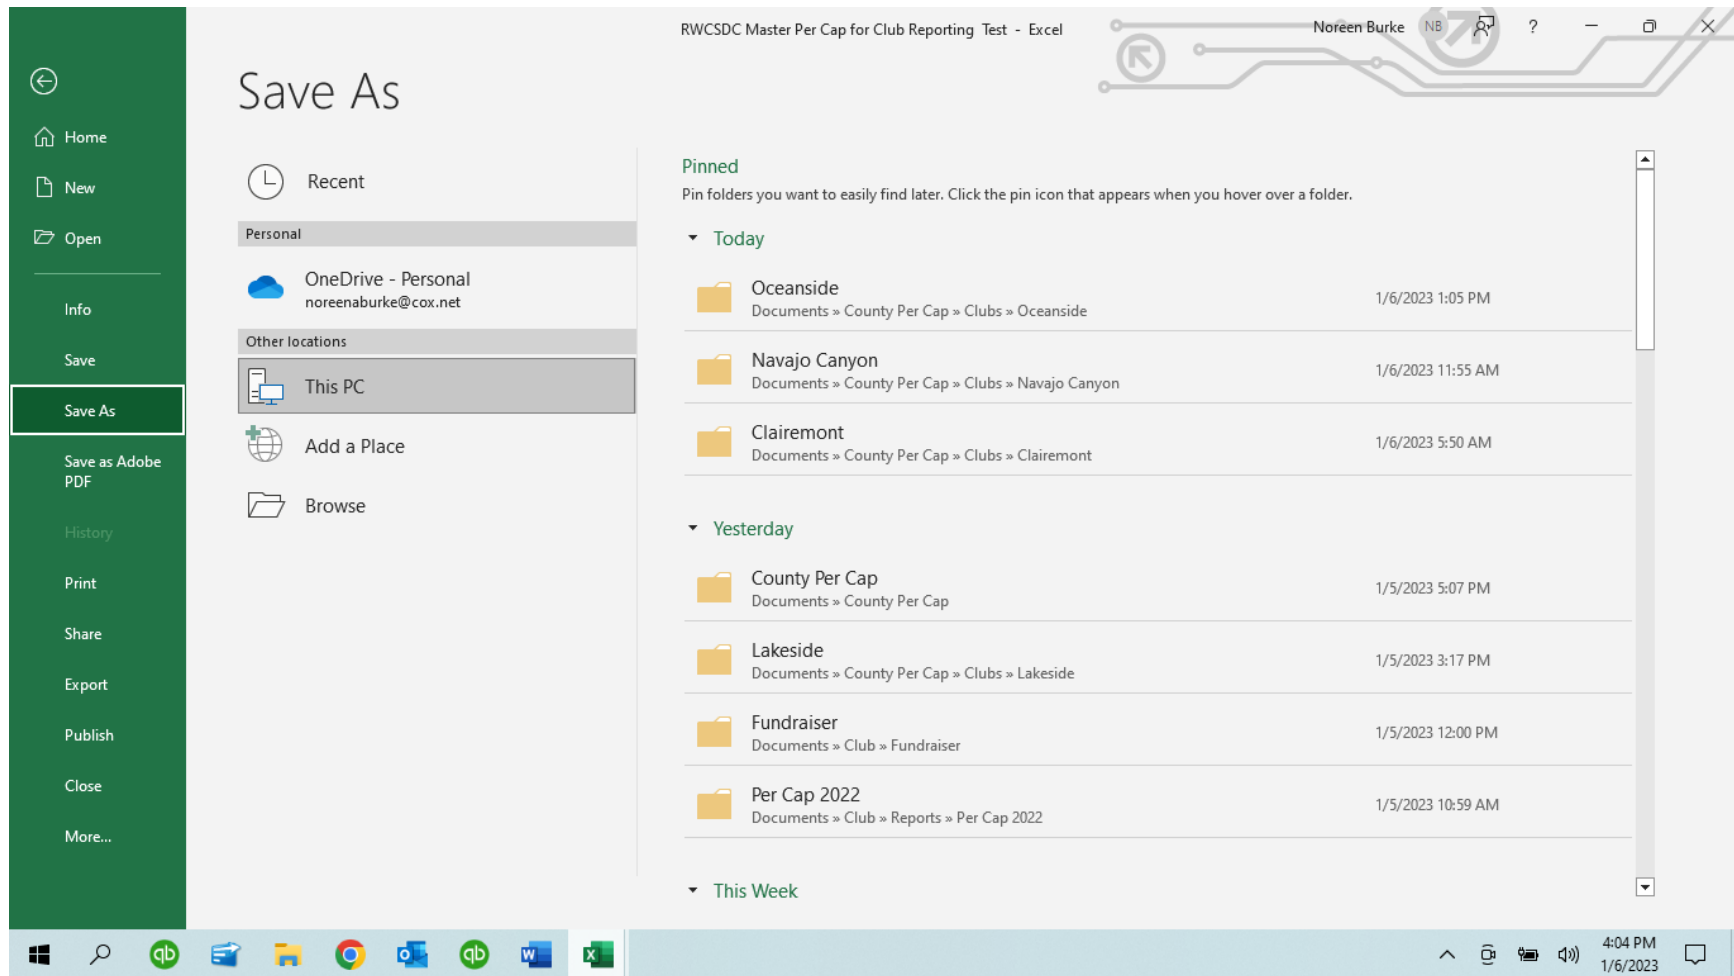 RWCSDC Master Per Cap for Club Reporting Test - Excel
Noreen Burke
NB
?
Save As
Home
New
Open
Info
Save
Save As
Save as Adobe
PDF
History
Print
Share
Export
Publish
Close
More...
Recent
Personal
OneDrive - Personal
noreenaburke@cox.net
Other locations
This PC
Add a Place
Browse
Pinned
Pin folders you want to easily find later. Click the pin icon that appears when you hover over a folder.
Today
Oceanside
Documents » County Per Cap » Clubs » Oceanside
1/6/2023 1:05 PM
Navajo Canyon
Documents » County Per Cap » Clubs » Navajo Canyon
1/6/2023 11:55 AM
Clairemont
Documents » County Per Cap » Clubs » Clairemont
1/6/2023 5:50 AM
Yesterday
County Per Cap
Documents » County Per Cap
1/5/2023 5:07 PM
Lakeside
Documents » County Per Cap » Clubs » Lakeside
1/5/2023 3:17 PM
Fundraiser
Documents » Club » Fundraiser
1/5/2023 12:00 PM
Per Cap 2022
Documents » Club » Reports » Per Cap 2022
1/5/2023 10:59 AM
This Week
qb
o
qb
W
X
4:04 PM
1/6/2023